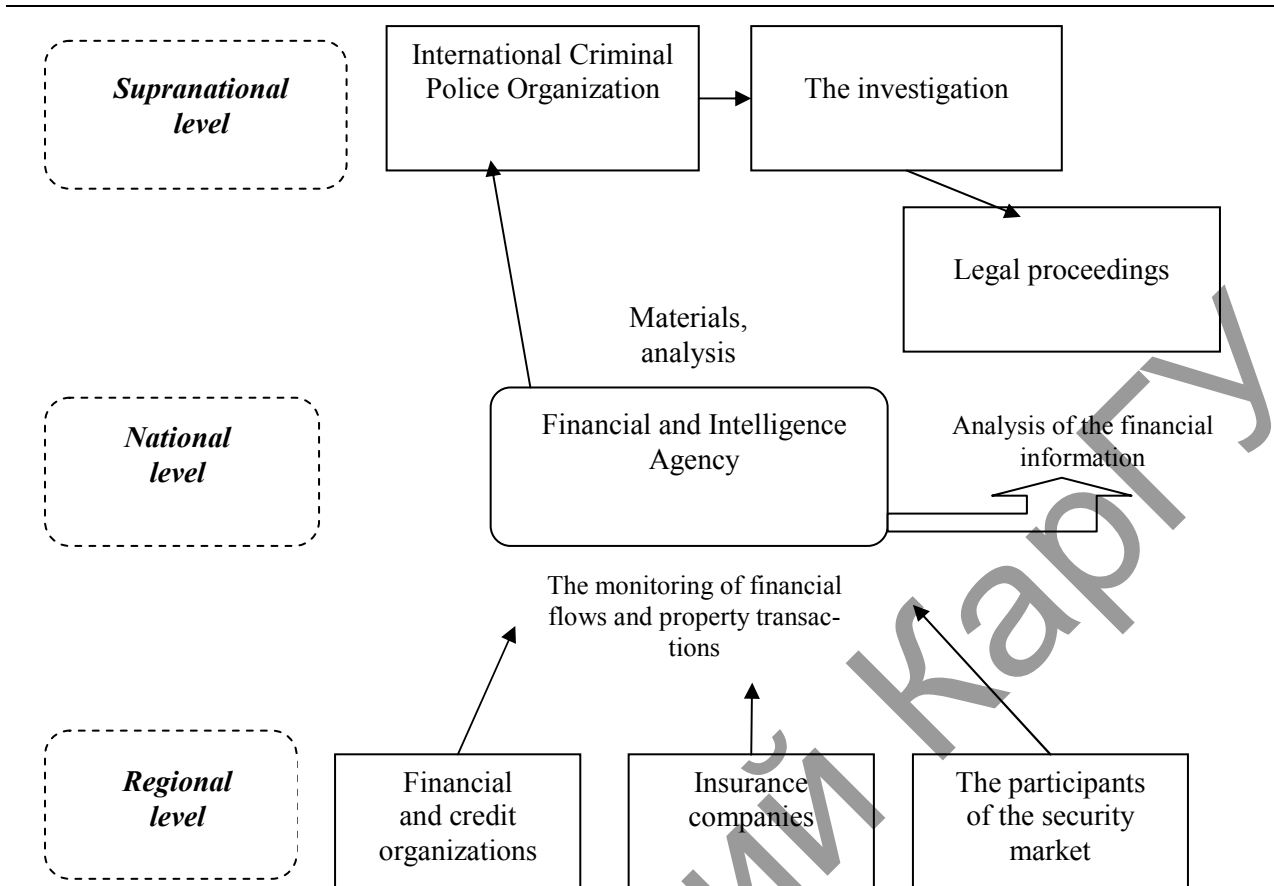 International Criminal
Police Organization
The investigation
Supranational
level
Legal proceedings
Materials,
analysis
National
level
Financial and Intelligence
Agency
Analysis of the financial
information
The monitoring of financial
flows and property transac-
tions
Regional
level
Financial
and credit
organizations
Insurance
companies
The participants
of the security
market
ий КарГУ